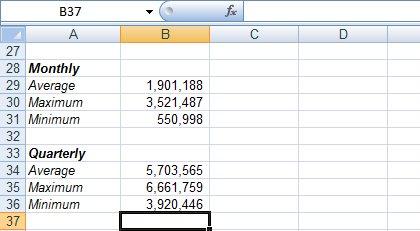 B37 fx
A B C D
27
28 Monthly
29 Average 1,901,188
30 Maximum 3,521,487
31 Minimum 550,998
32
33 Quarterly
34 Average 5,703,565
35 Maximum 6,661,759
36 Minimum 3,920,446
37